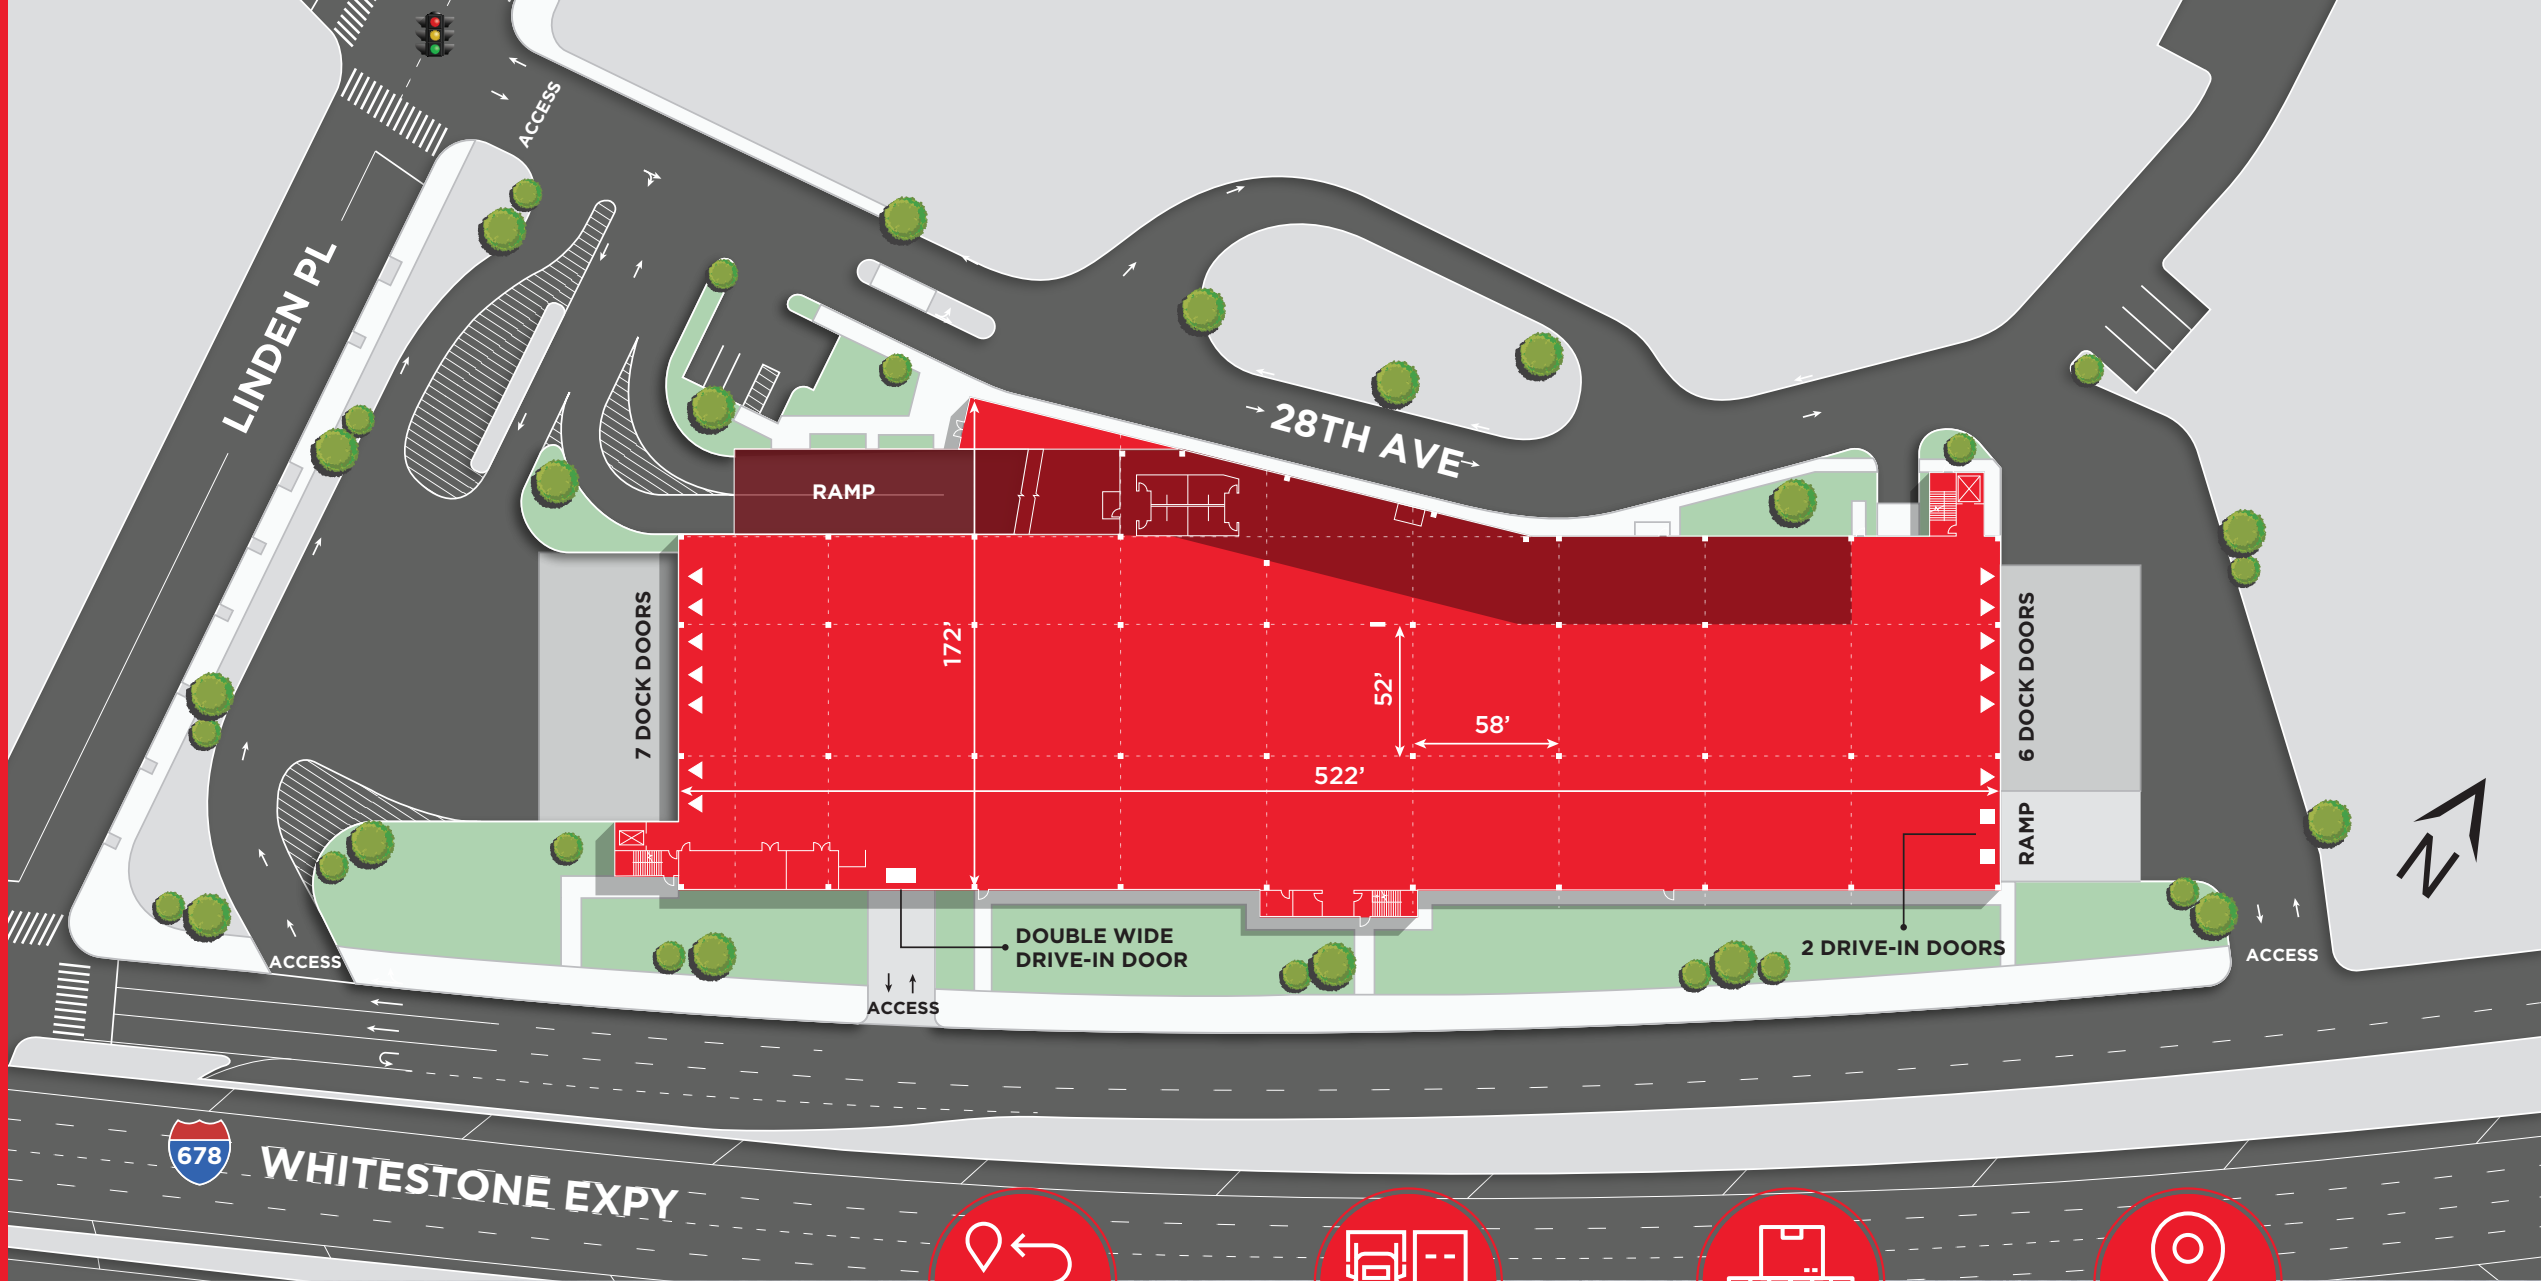 ACCESS
LINDEN PL
28TH AVE
RAMP
7 DOCK DOORS
172’
52’
58’
522’
6 DOCK DOORS
RAMP
N
DOUBLE WIDE
DRIVE-IN DOOR
2 DRIVE-IN DOORS
ACCESS
ACCESS
ACCESS
678
WHITESTONE EXPY